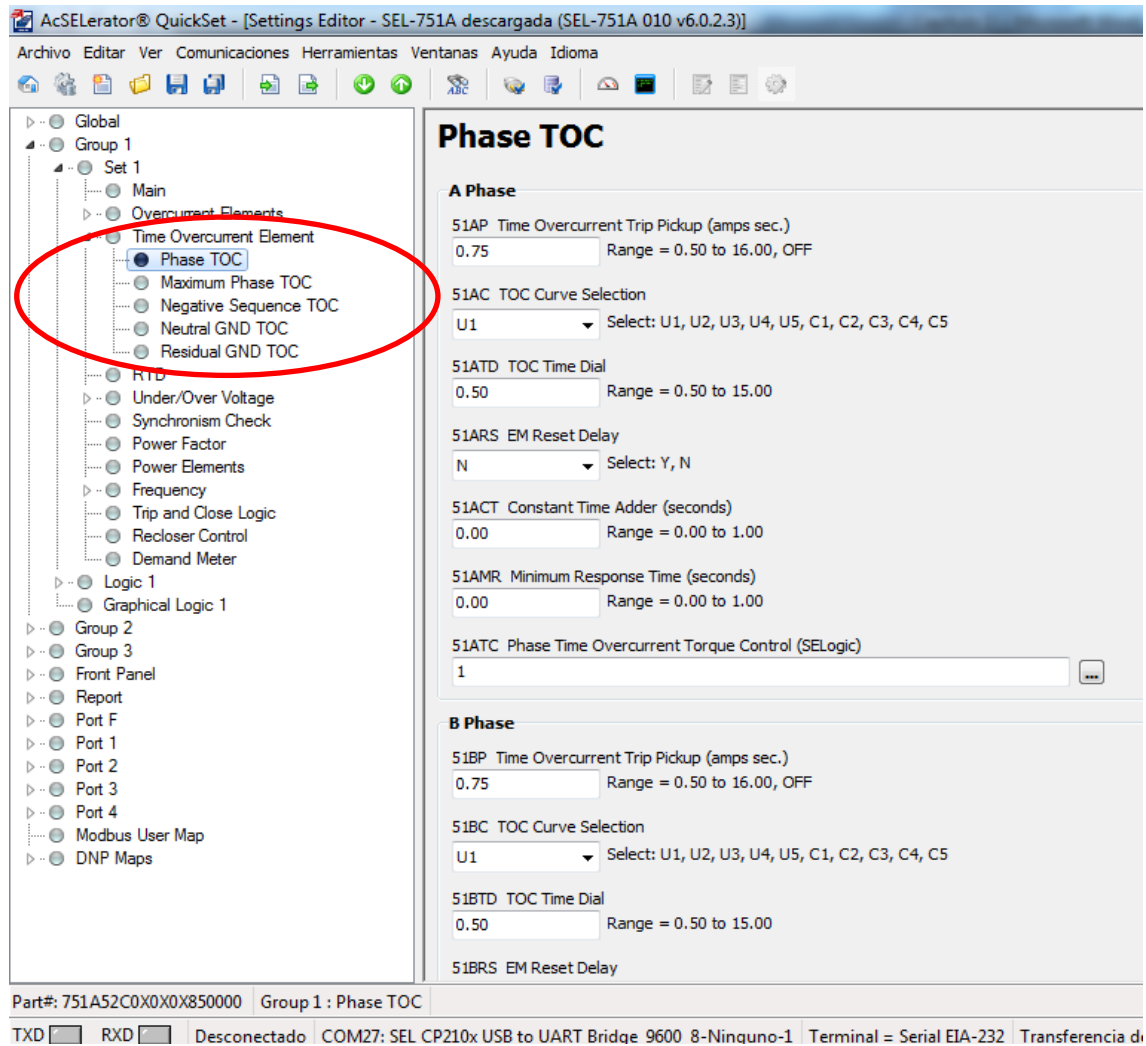 AcSELerator® QuickSet - [Settings Editor - SEL-751A descargada (SEL-751A 010 v6.0.2.3)]
Archivo Editar Ver Comunicaciones Herramientas Ventanas Ayuda Idioma
Global
Group 1
Set 1
Main
Overcurrent Elements
Time Overcurrent Element
Phase TOC
Maximum Phase TOC
Negative Sequence TOC
Neutral GND TOC
Residual GND TOC
RTD
Under/Over Voltage
Synchronism Check
Power Factor
Power Elements
Frequency
Trip and Close Logic
Recloser Control
Demand Meter
Logic 1
Graphical Logic 1
Group 2
Group 3
Front Panel
Report
Port F
Port 1
Port 2
Port 3
Port 4
Modbus User Map
DNP Maps
Phase TOC
A Phase
51AP Time Overcurrent Trip Pickup (amps sec.)
0.75 Range = 0.50 to 16.00, OFF
51AC TOC Curve Selection
U1 Select: U1, U2, U3, U4, U5, C1, C2, C3, C4, C5
51ATD TOC Time Dial
0.50 Range = 0.50 to 15.00
51ARS EM Reset Delay
N Select: Y, N
51ACT Constant Time Adder (seconds)
0.00 Range = 0.00 to 1.00
51AMR Minimum Response Time (seconds)
0.00 Range = 0.00 to 1.00
51ATC Phase Time Overcurrent Torque Control (SELogic)
1 ...
B Phase
51BP Time Overcurrent Trip Pickup (amps sec.)
0.75 Range = 0.50 to 16.00, OFF
51BC TOC Curve Selection
U1 Select: U1, U2, U3, U4, U5, C1, C2, C3, C4, C5
51BTD TOC Time Dial
0.50 Range = 0.50 to 15.00
51BRS EM Reset Delay
Part#: 751A52C0X0X0X850000 Group 1 : Phase TOC
TXD RXD Desconectado COM27: SEL CP210x USB to UART Bridge 9600 8-Ninguno-1 Terminal = Serial EIA-232 Transferencia d